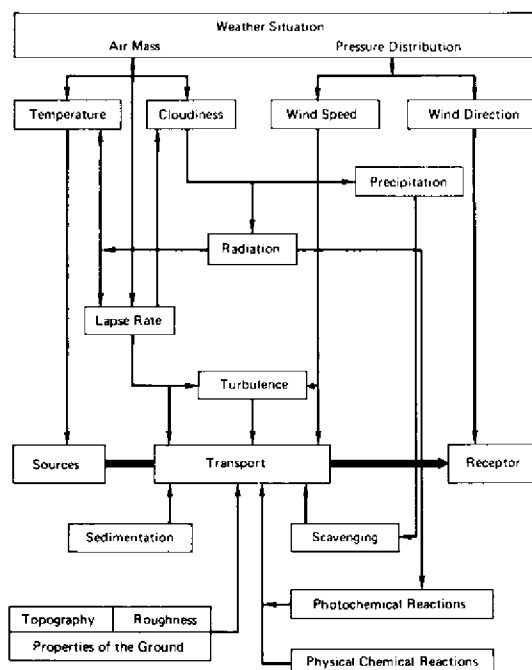 Weather Situation
Air Mass Pressure Distribution
Temperature Cloudiness Wind Speed Wind Direction
Precipitation
Radiation
Lapse Rate
Turbulence
Sources Transport Receptor
Sedimentation Scavenging
Photochemical Reactions
Topography Roughness
Properties of the Ground
Physical Chemical Reactions